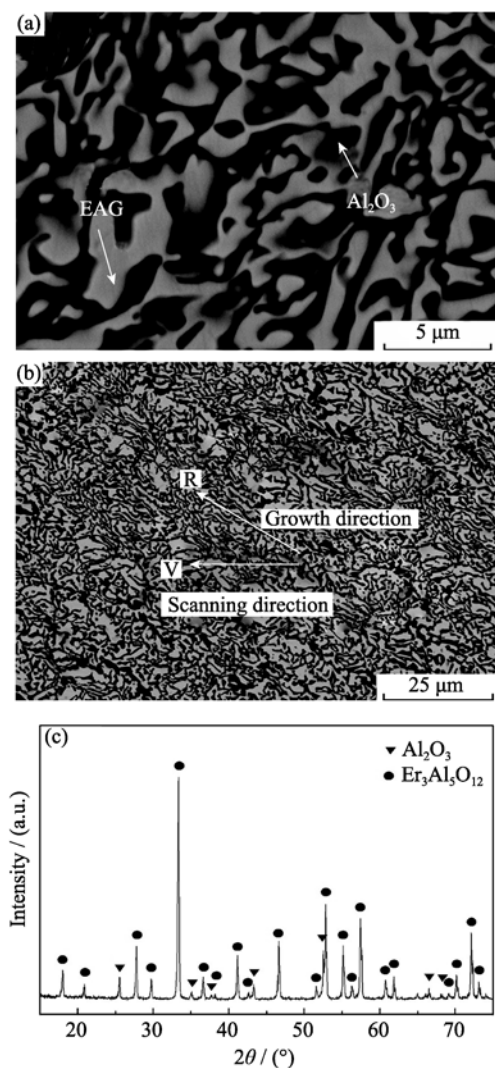 (a)
EAG
Al₂O₃
5 μm
(b)
R
Growth direction
V
Scanning direction
25 μm
(c)
Al₂O₃
Er₃Al₅O₁₂
Intensity / (a.u.)
20 30 40 50 60 70
2θ / (°)